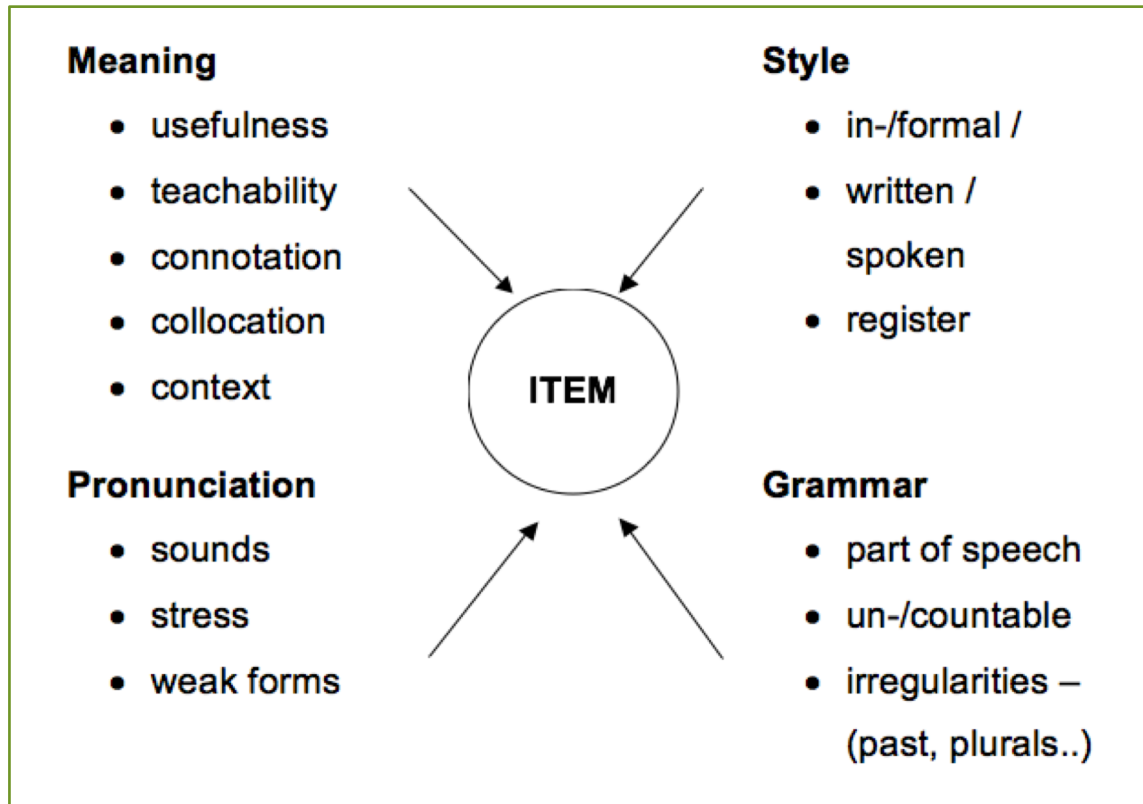 Meaning
• usefulness
• teachability
• connotation
• collocation
• context
Style
• in-/formal /
• written /
spoken
• register
ITEM
Pronunciation
• sounds
• stress
• weak forms
Grammar
• part of speech
• un-/countable
• irregularities –
(past, plurals..)